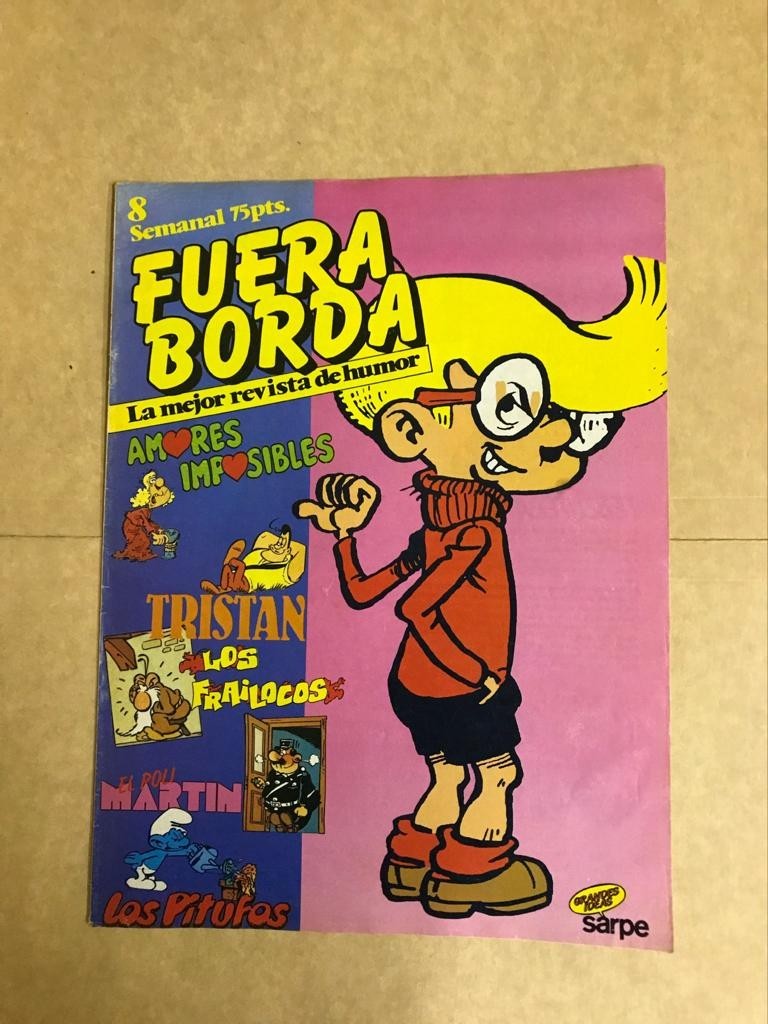 8
Semanal 75pts.
FUERA
BORDA
La mejor revista de humor
AMORES
IMPOSIBLES
TRISTAN
LOS
FRAILOCOS
EL POLI
MARTIN
Los Pitufos
GRANDES
IDEAS
sarpe